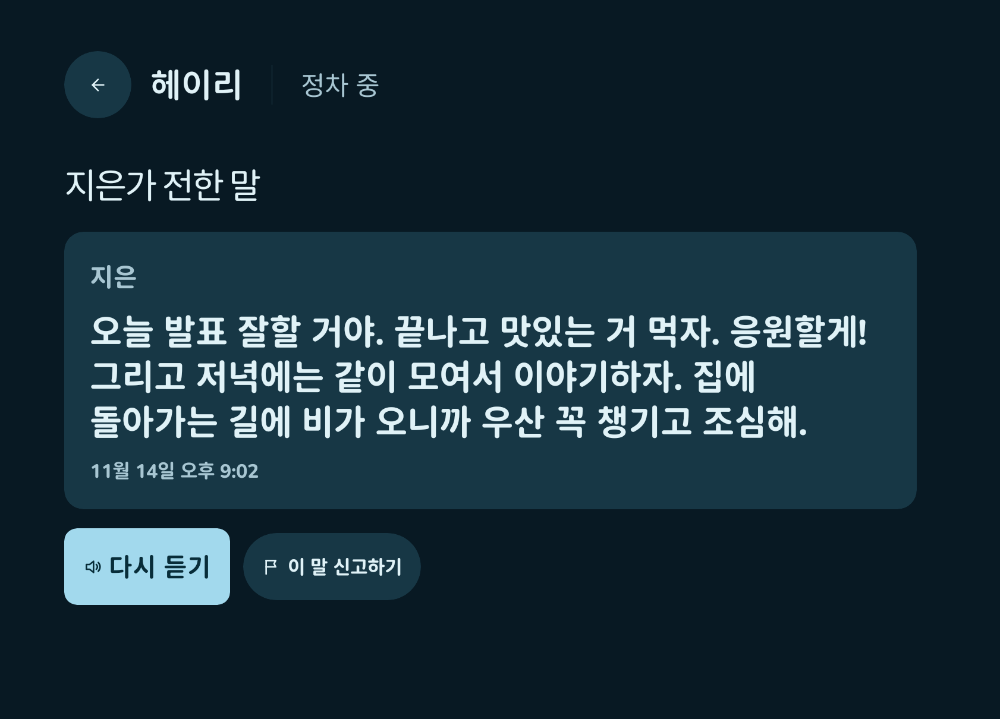 헤이리
정차 중
지은가 전한 말
지은
오늘 발표 잘할 거야. 끝나고 맛있는 거 먹자. 응원할게!
그리고 저녁에는 같이 모여서 이야기하자. 집에
돌아가는 길에 비가 오니까 우산 꼭 챙기고 조심해.
11월 14일 오후 9:02
다시 듣기
이 말 신고하기